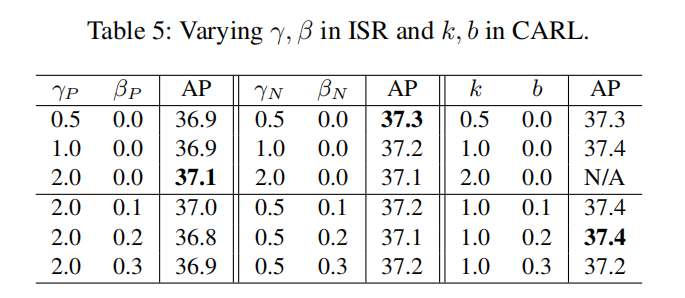 Table 5: Varying γ, β in ISR and k, b in CARL.
γP βP AP γN βN AP k b AP
0.5 0.0 36.9 0.5 0.0 37.3 0.5 0.0 37.3
1.0 0.0 36.9 1.0 0.0 37.2 1.0 0.0 37.4
2.0 0.0 37.1 2.0 0.0 37.1 2.0 0.0 N/A
2.0 0.1 37.0 0.5 0.1 37.2 1.0 0.1 37.4
2.0 0.2 36.8 0.5 0.2 37.1 1.0 0.2 37.4
2.0 0.3 36.9 0.5 0.3 37.2 1.0 0.3 37.2